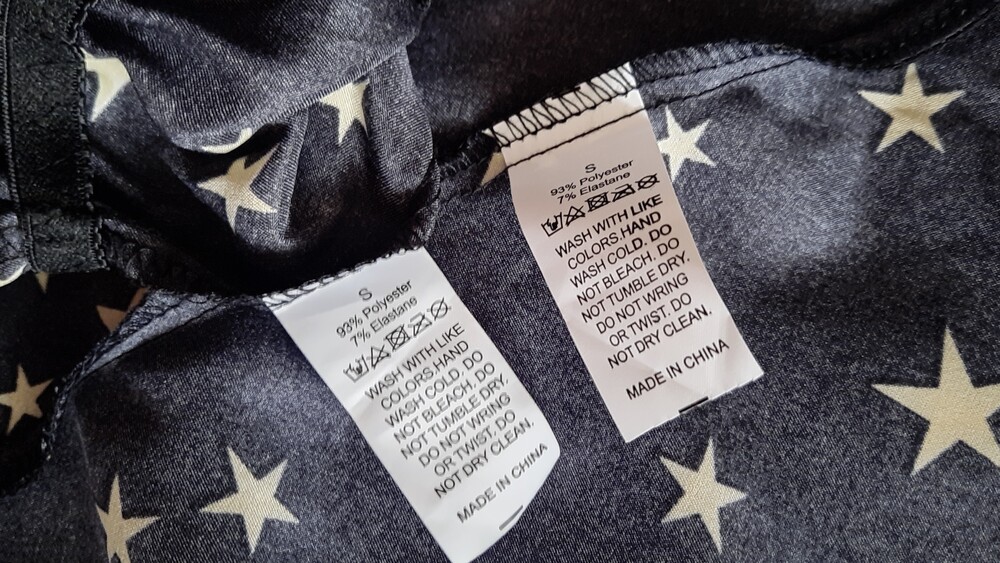 S
93% Polyester
7% Elastane
WASH WITH LIKE
COLORS.HAND
WASH COLD. DO
NOT BLEACH. DO
NOT TUMBLE DRY.
DO NOT WRING
OR TWIST. DO
NOT DRY CLEAN.
MADE IN CHINA
S
93% Polyester
7% Elastane
WASH WITH LIKE
COLORS.HAND
WASH COLD. DO
NOT BLEACH. DO
NOT TUMBLE DRY.
DO NOT WRING
OR TWIST. DO
NOT DRY CLEAN.
MADE IN CHINA